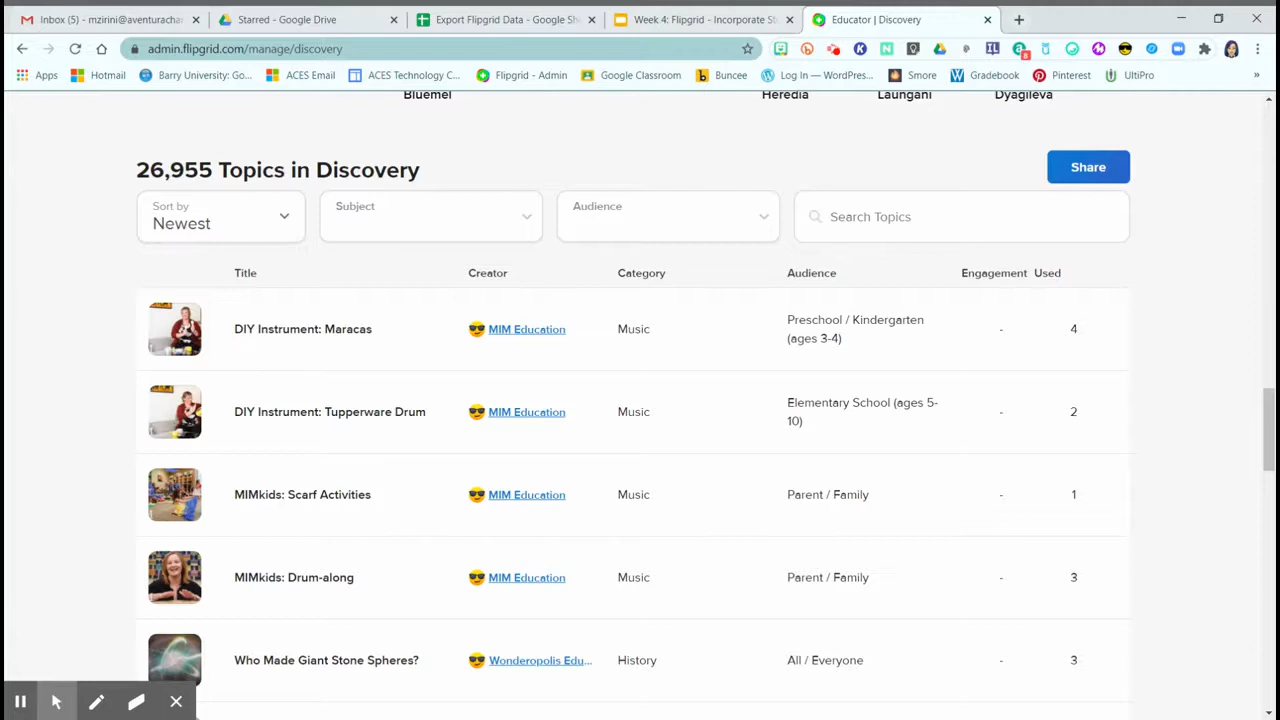 Inbox (5) - mzirini@aventurachar
Starred - Google Drive
Export Flipgrid Data - Google Sh
Week 4: Flipgrid - Incorporate St
Educator | Discovery
admin.flipgrid.com/manage/discovery
Apps
Hotmail
Barry University: Go...
ACES Email
ACES Technology C...
Flipgrid - Admin
Google Classroom
Buncee
Log In — WordPres...
Smore
Gradebook
Pinterest
UltiPro
»
Bluemel
Heredia
Laungani
Dyagileva
26,955 Topics in Discovery
Share
Sort by
Newest
Subject
Audience
Search Topics
Title Creator Category Audience Engagement Used
DIY Instrument: Maracas MIM Education Music Preschool / Kindergarten - 4
(ages 3-4)
DIY Instrument: Tupperware Drum MIM Education Music Elementary School (ages 5- - 2
10)
MIMkids: Scarf Activities MIM Education Music Parent / Family - 1
MIMkids: Drum-along MIM Education Music Parent / Family - 3
Who Made Giant Stone Spheres? Wonderopolis Edu... History All / Everyone - 3